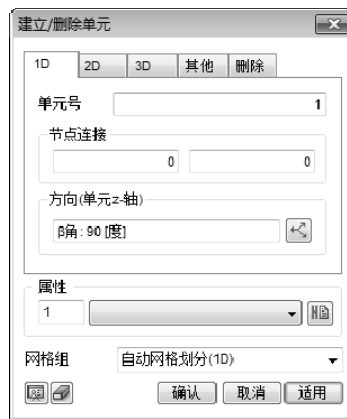 建立/删除单元
1D 2D 3D 其他 删除
单元号 1
节点连接
0 0
方向(单元z-轴)
β角: 90 [度]
属性
1
网格组 自动网格划分(1D)
确认 取消 适用